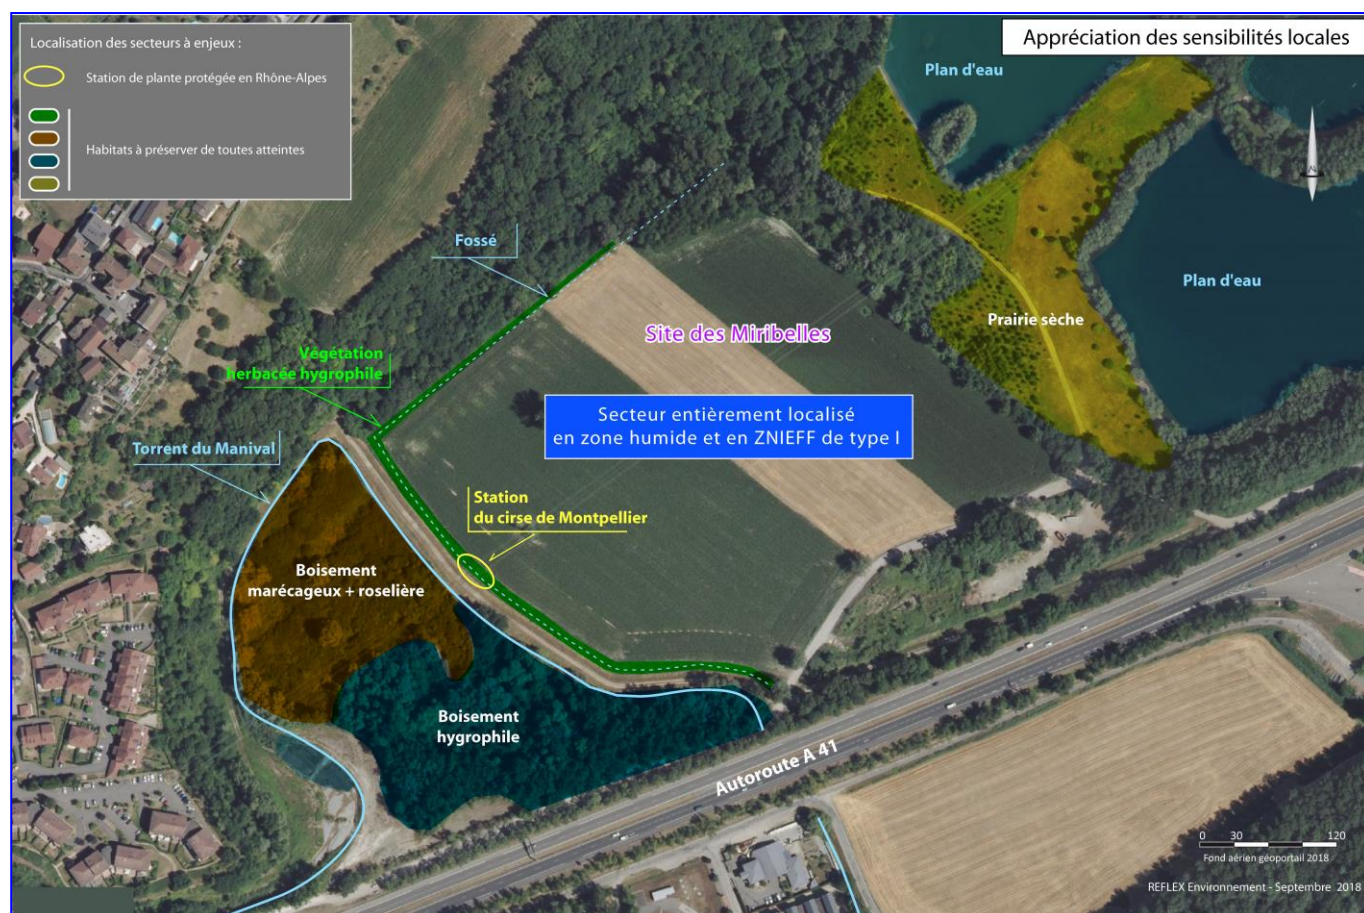 Appréciation des sensibilités locales
Localisation des secteurs à enjeux :
Station de plante protégée en Rhône-Alpes
Habitats à préserver de toutes atteintes
Plan d'eau
Fossé
Plan d'eau
Prairie sèche
Site des Miribelles
Végétation
herbacée hygrophile
Secteur entièrement localisé
en zone humide et en ZNIEFF de type I
Torrent du Manival
Station
du cirse de Montpellier
Boisement
marécageux + roselière
Boisement
hygrophile
Autoroute A 41
0 30 120
Fond aérien géoportail 2018
REFLEX Environnement - Septembre 2018